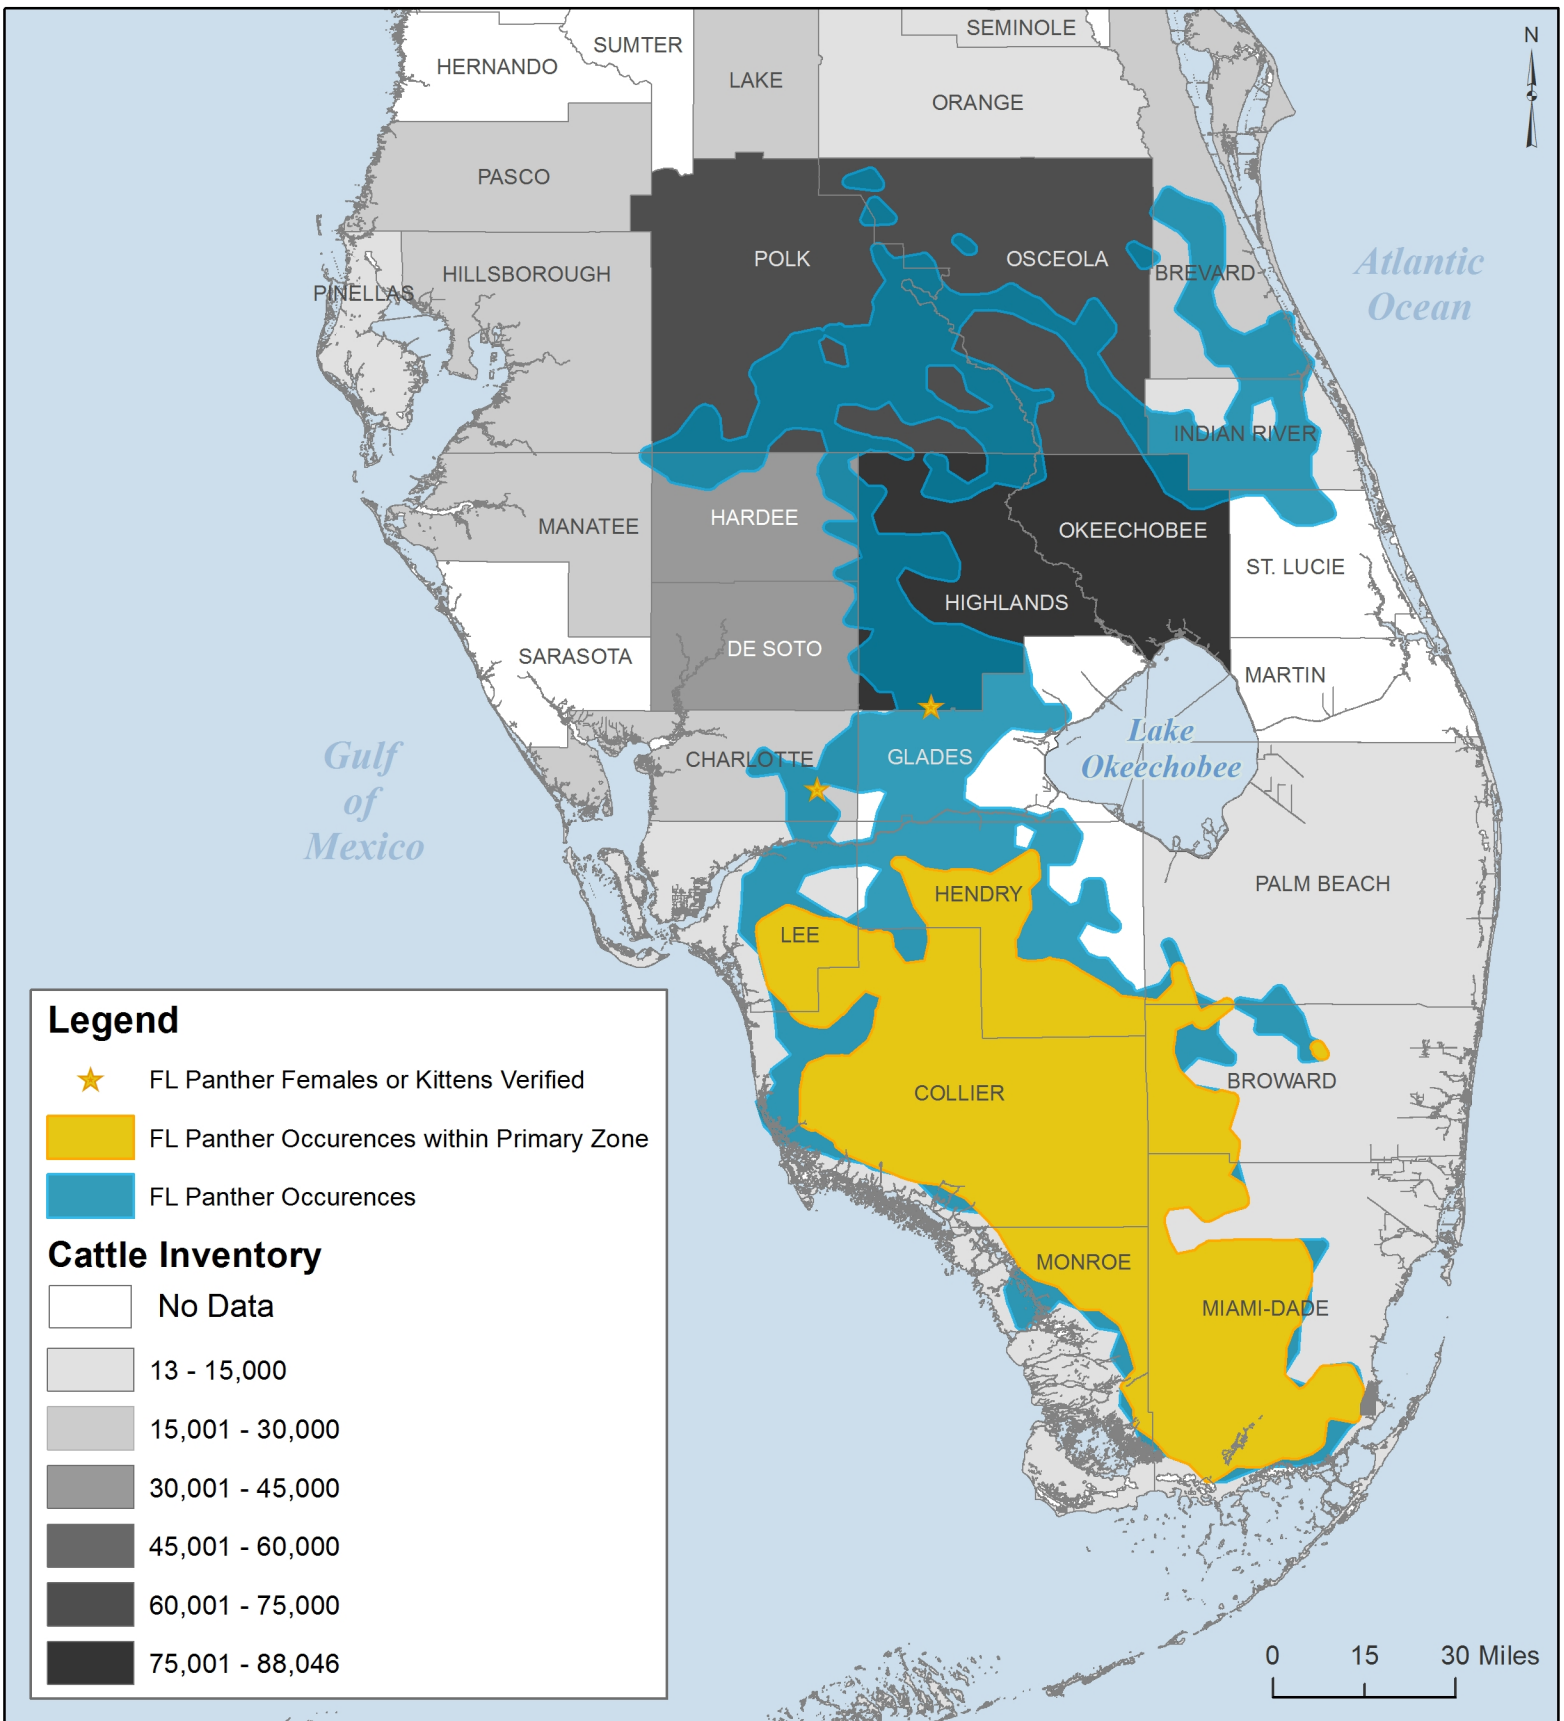 SEMINOLE
N
SUMTER
HERNANDO
LAKE
ORANGE
PASCO
POLK
OSCEOLA
HILLSBOROUGH
BREVARD
PINELLAS
Atlantic
Ocean
INDIAN RIVER
HARDEE
MANATEE
OKEECHOBEE
ST. LUCIE
HIGHLANDS
DE SOTO
SARASOTA
MARTIN
Lake
Okeechobee
Gulf
of
Mexico
CHARLOTTE
GLADES
PALM BEACH
HENDRY
LEE
COLLIER
BROWARD
MONROE
MIAMI-DADE
Legend
FL Panther Females or Kittens Verified
FL Panther Occurences within Primary Zone
FL Panther Occurences
Cattle Inventory
No Data
13 - 15,000
15,001 - 30,000
30,001 - 45,000
45,001 - 60,000
60,001 - 75,000
75,001 - 88,046
0 15 30 Miles